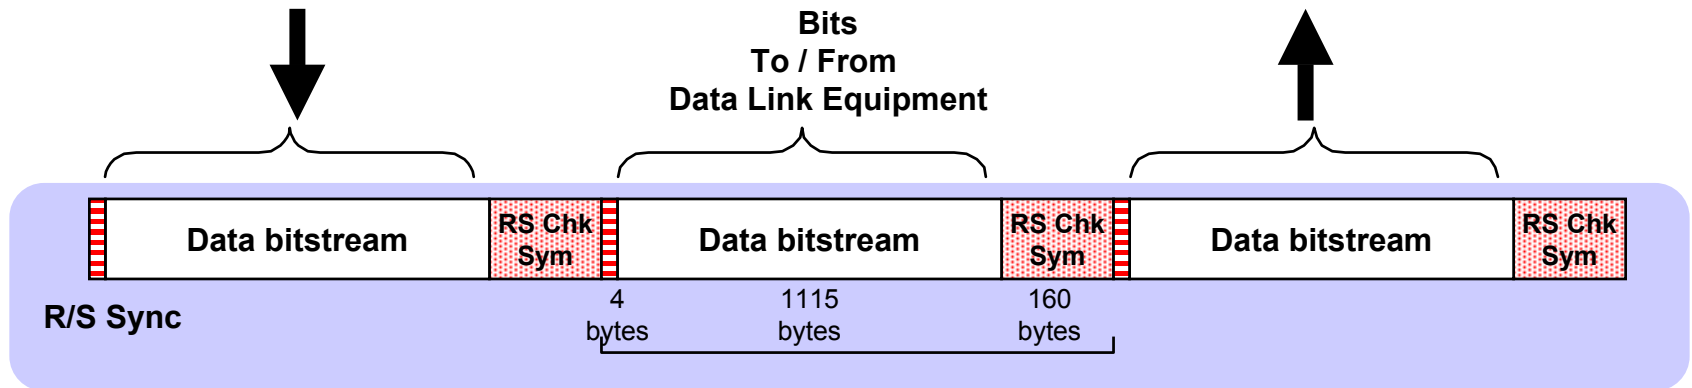 Bits
To / From
Data Link Equipment
Data bitstream
RS Chk
Sym
Data bitstream
RS Chk
Sym
Data bitstream
RS Chk
Sym
4
bytes
1115
bytes
160
bytes
R/S Sync